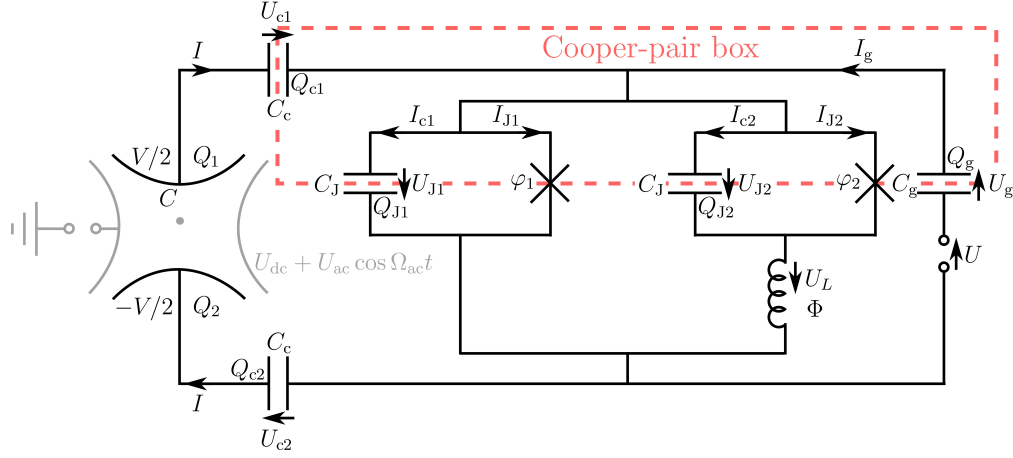 U_c1
Cooper-pair box
I
I_g
Q_c1
C_c
I_c1
I_J1
I_c2
I_J2
V/2
Q_1
C
C_J
U_J1
φ_1
C_J
U_J2
φ_2
C_g
Q_g
U_g
Q_J1
Q_J2
U_dc + U_ac cos Ω_ac t
U
U_L
Φ
−V/2
Q_2
C_c
Q_c2
I
U_c2